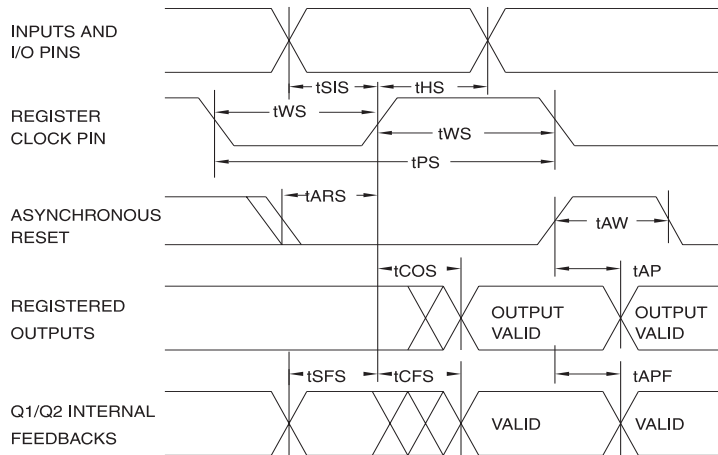 INPUTS AND
I/O PINS
tSIS
tHS
REGISTER
CLOCK PIN
tWS
tWS
tPS
ASYNCHRONOUS
RESET
tARS
tAW
REGISTERED
OUTPUTS
tCOS
tAP
OUTPUT
VALID
OUTPUT
VALID
Q1/Q2 INTERNAL
FEEDBACKS
tSFS
tCFS
tAPF
VALID
VALID